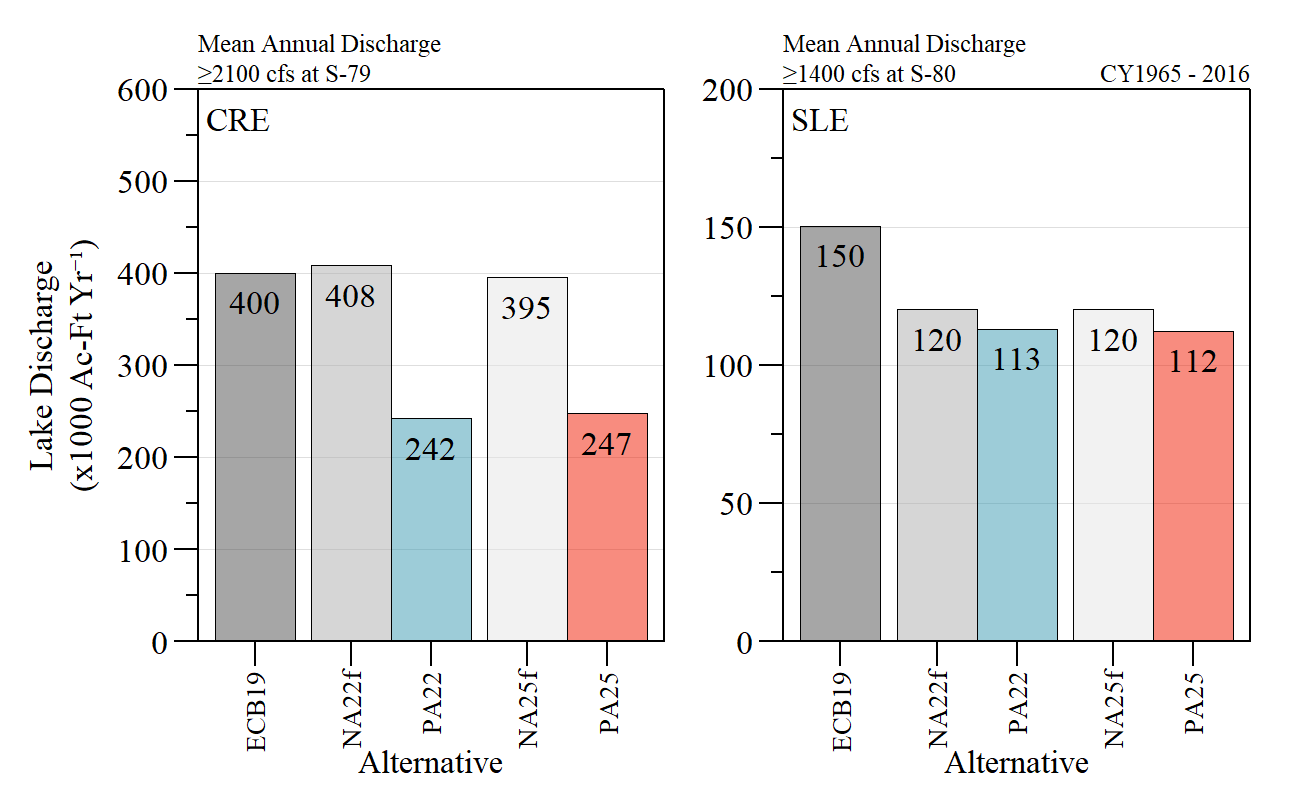 Mean Annual Discharge
≥2100 cfs at S-79
Mean Annual Discharge
≥1400 cfs at S-80
CY1965 - 2016
Lake Discharge
(x1000 Ac-Ft Yr⁻¹)
600
500
400
300
200
100
0
CRE
400
408
242
395
247
ECB19
NA22f
PA22
NA25f
PA25
Alternative
200
150
100
50
0
SLE
150
120
113
120
112
ECB19
NA22f
PA22
NA25f
PA25
Alternative